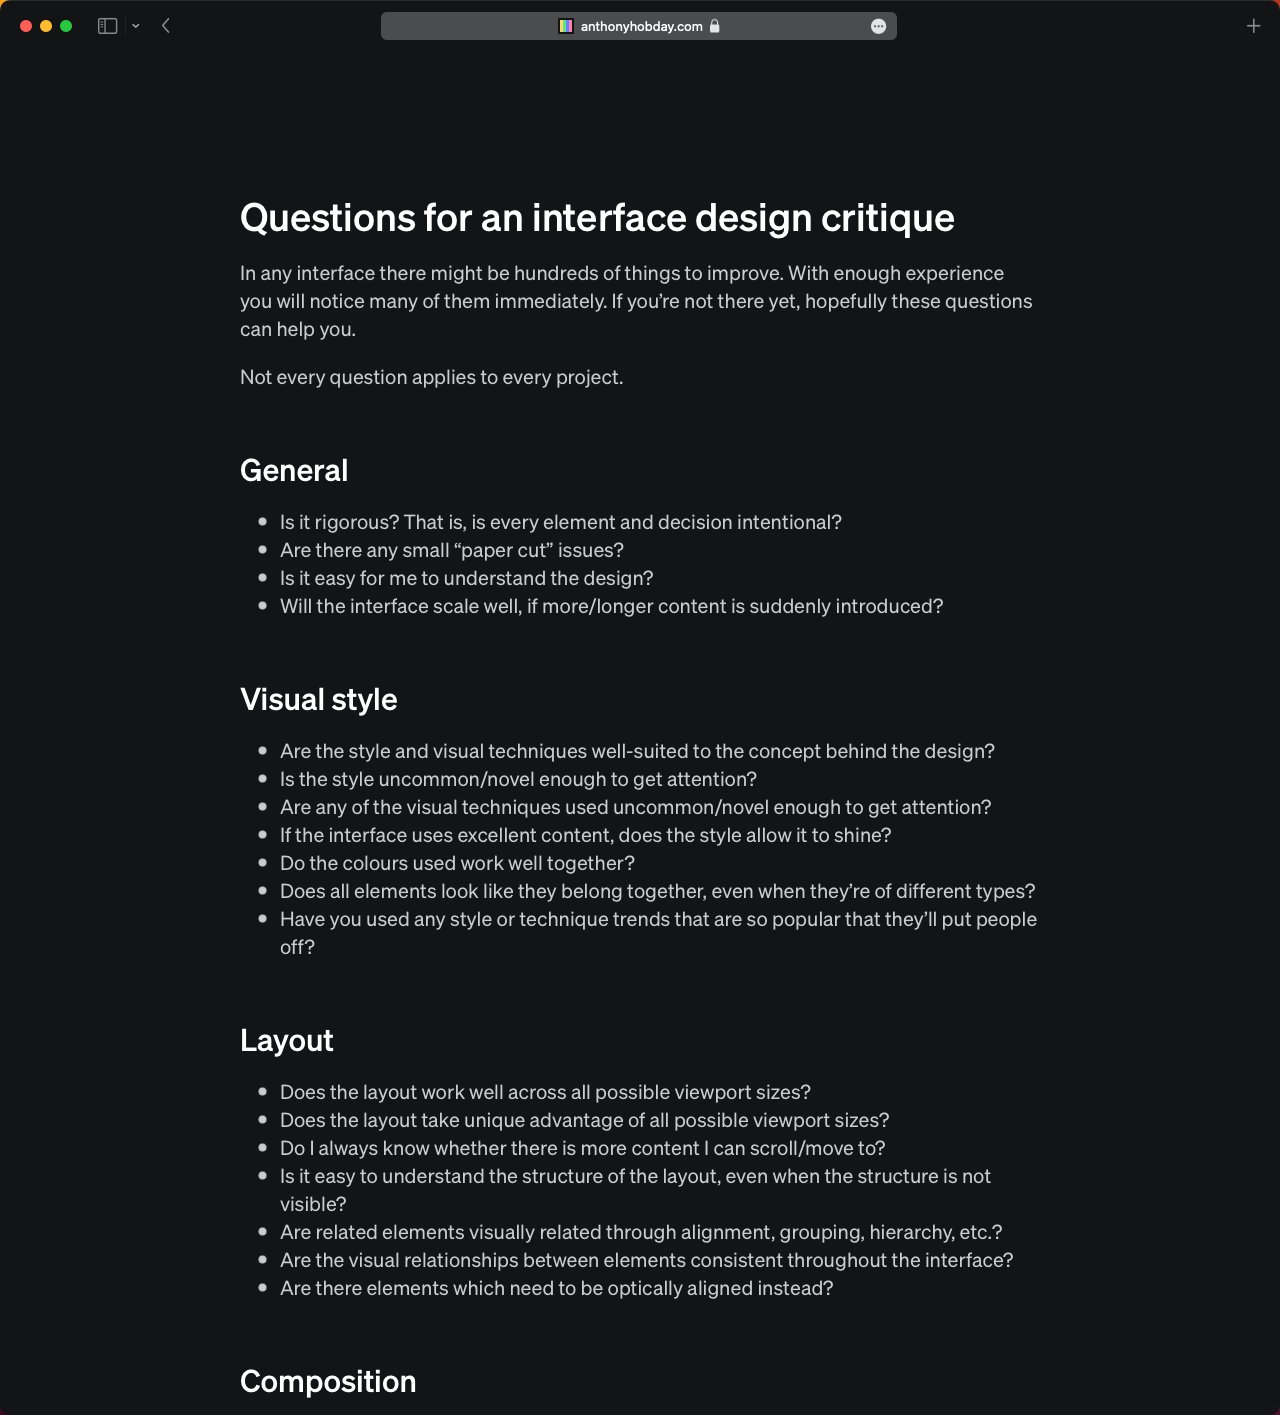 anthonyhobday.com
Questions for an interface design critique
In any interface there might be hundreds of things to improve. With enough experience
you will notice many of them immediately. If you’re not there yet, hopefully these questions
can help you.
Not every question applies to every project.
General
Is it rigorous? That is, is every element and decision intentional?
Are there any small “paper cut” issues?
Is it easy for me to understand the design?
Will the interface scale well, if more/longer content is suddenly introduced?
Visual style
Are the style and visual techniques well-suited to the concept behind the design?
Is the style uncommon/novel enough to get attention?
Are any of the visual techniques used uncommon/novel enough to get attention?
If the interface uses excellent content, does the style allow it to shine?
Do the colours used work well together?
Does all elements look like they belong together, even when they’re of different types?
Have you used any style or technique trends that are so popular that they’ll put people
off?
Layout
Does the layout work well across all possible viewport sizes?
Does the layout take unique advantage of all possible viewport sizes?
Do I always know whether there is more content I can scroll/move to?
Is it easy to understand the structure of the layout, even when the structure is not
visible?
Are related elements visually related through alignment, grouping, hierarchy, etc.?
Are the visual relationships between elements consistent throughout the interface?
Are there elements which need to be optically aligned instead?
Composition